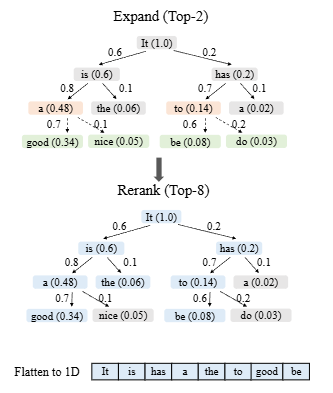 Expand (Top-2)
It (1.0)
0.6 0.2
is (0.6) has (0.2)
0.8 0.1 0.7 0.1
a (0.48) the (0.06) to (0.14) a (0.02)
0.7 0.1 0.6 0.2
good (0.34) nice (0.05) be (0.08) do (0.03)
Rerank (Top-8)
It (1.0)
0.6 0.2
is (0.6) has (0.2)
0.8 0.1 0.7 0.1
a (0.48) the (0.06) to (0.14) a (0.02)
0.7 0.1 0.6 0.2
good (0.34) nice (0.05) be (0.08) do (0.03)
Flatten to 1D It is has a the to good be